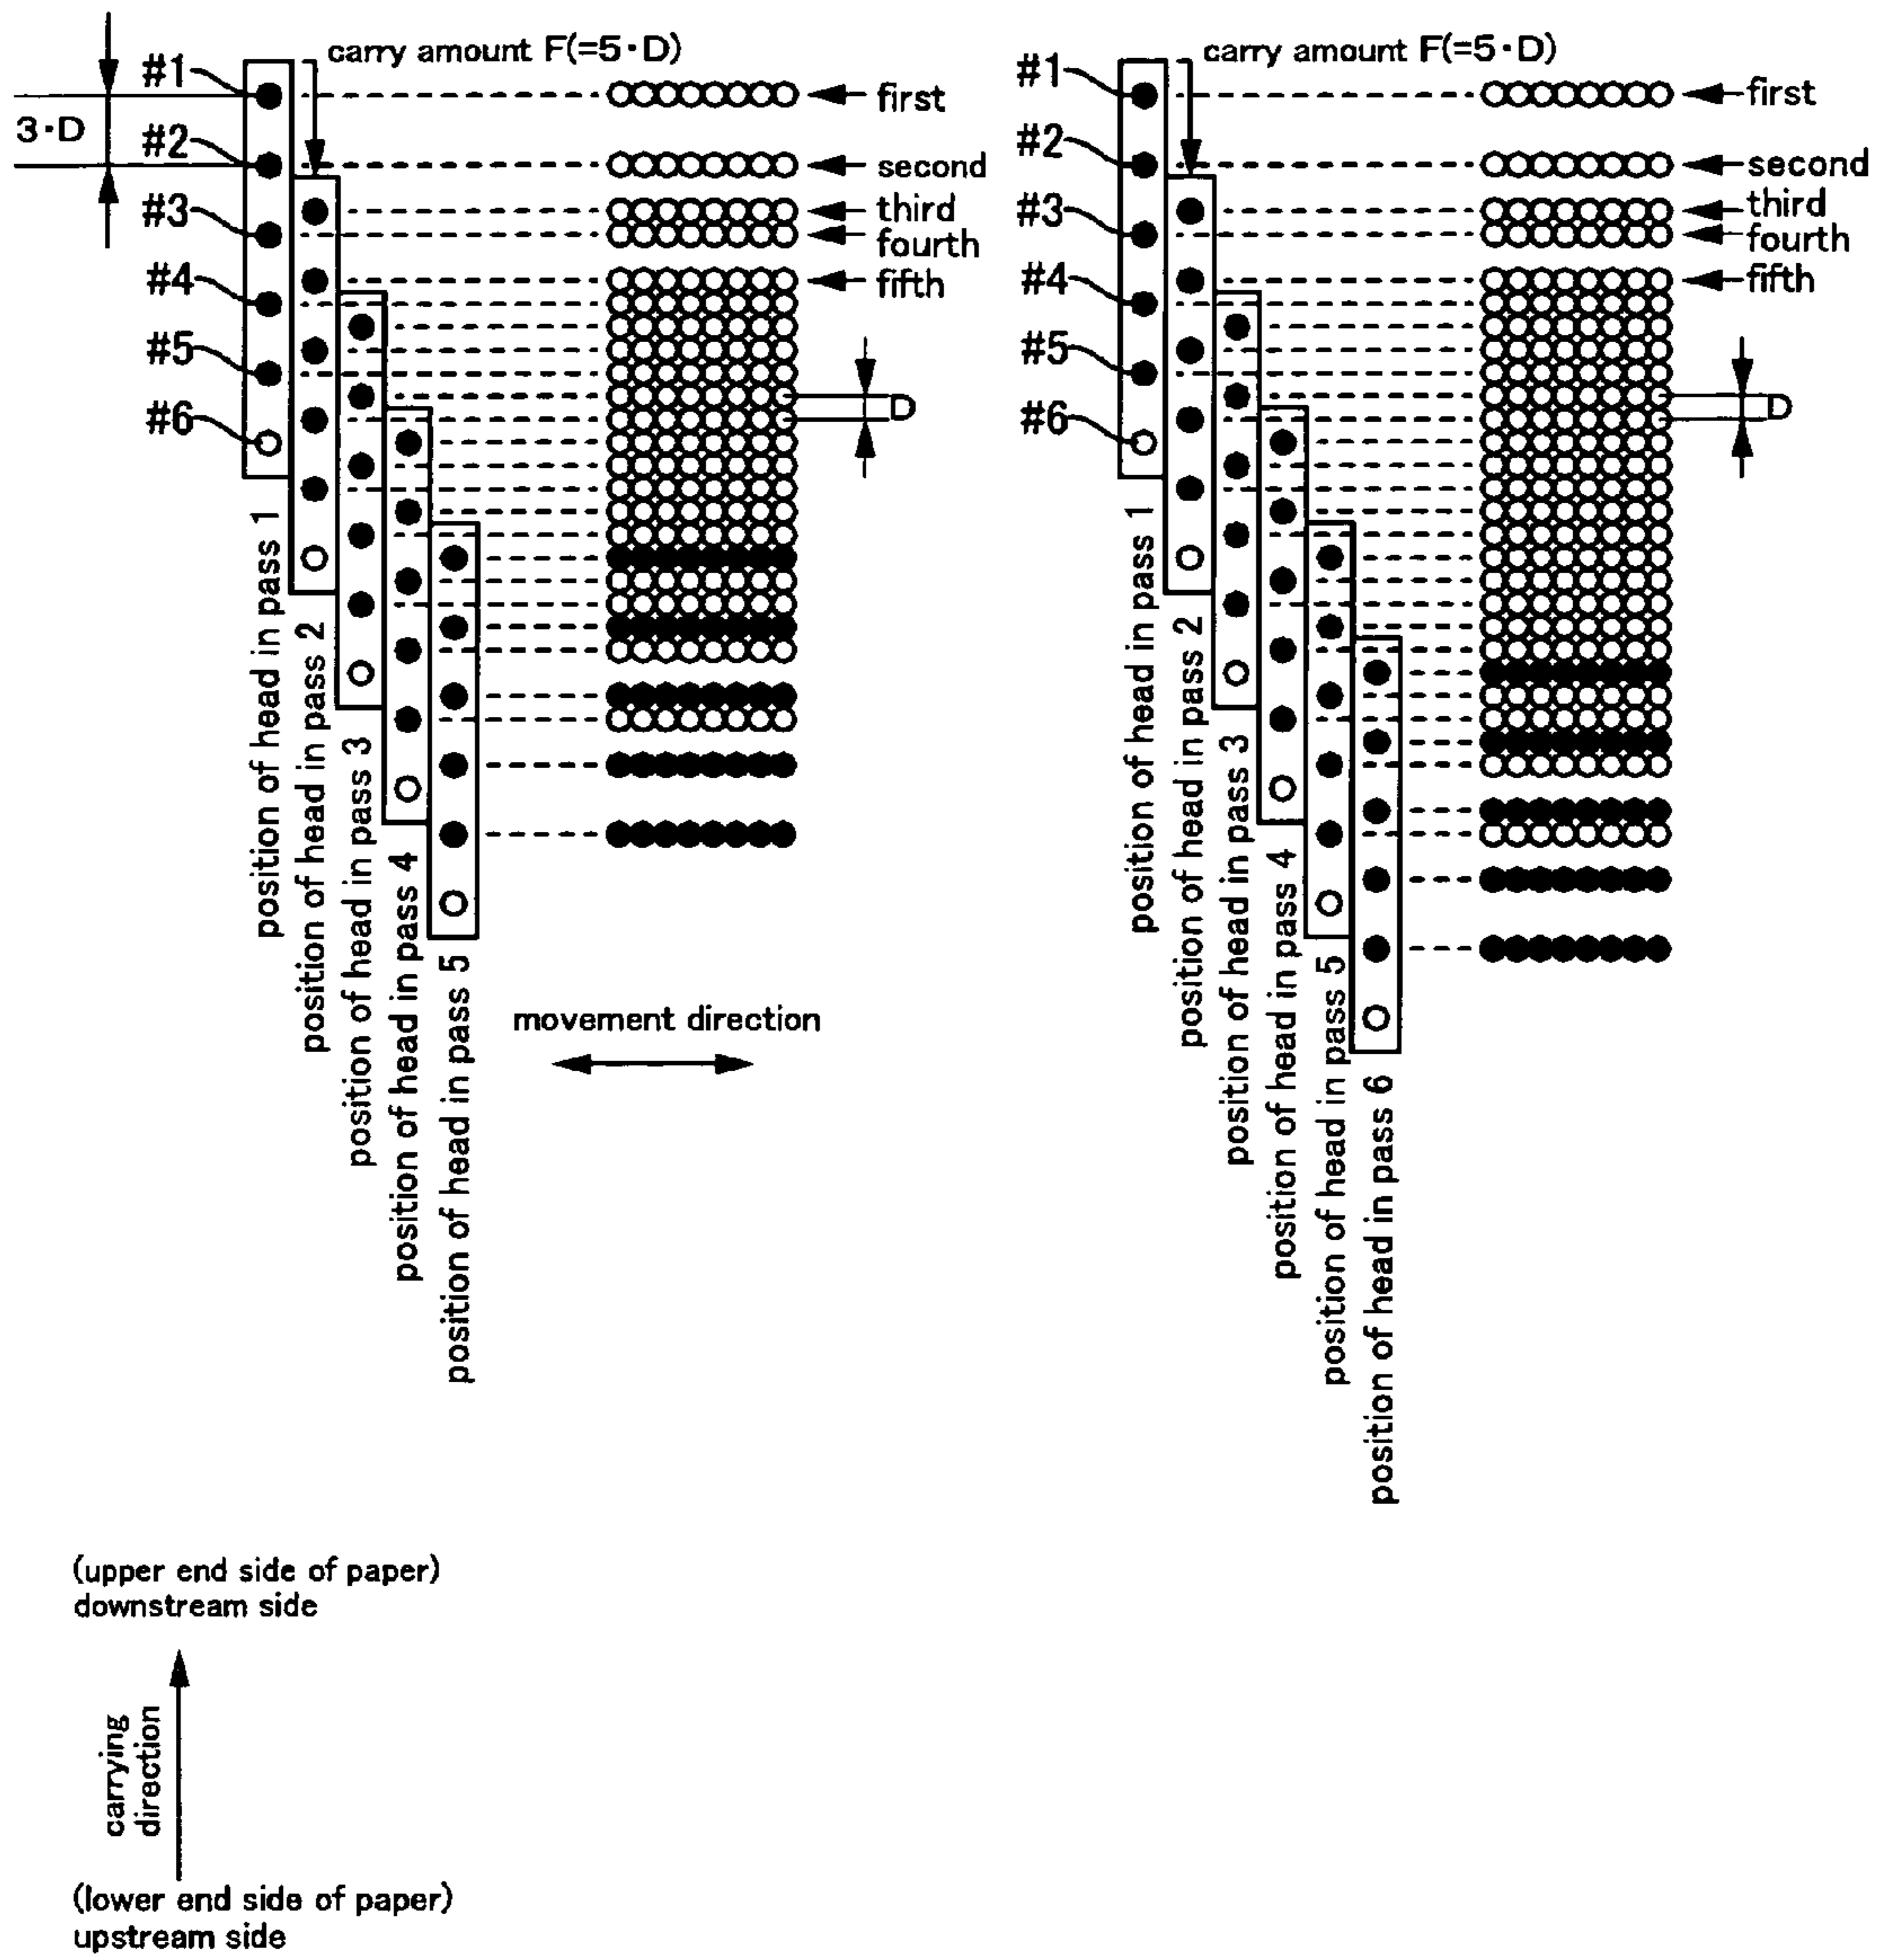 carry amount F(=5・D)
#1
3・D
#2
#3
#4
#5
#6
first
second
third
fourth
fifth
D
position of head in pass 1
position of head in pass 2
position of head in pass 3
position of head in pass 4
position of head in pass 5
movement direction
carry amount F(=5・D)
#1
#2
#3
#4
#5
#6
first
second
third
fourth
fifth
D
position of head in pass 1
position of head in pass 2
position of head in pass 3
position of head in pass 4
position of head in pass 5
position of head in pass 6
(upper end side of paper)
downstream side
carrying
direction
(lower end side of paper)
upstream side